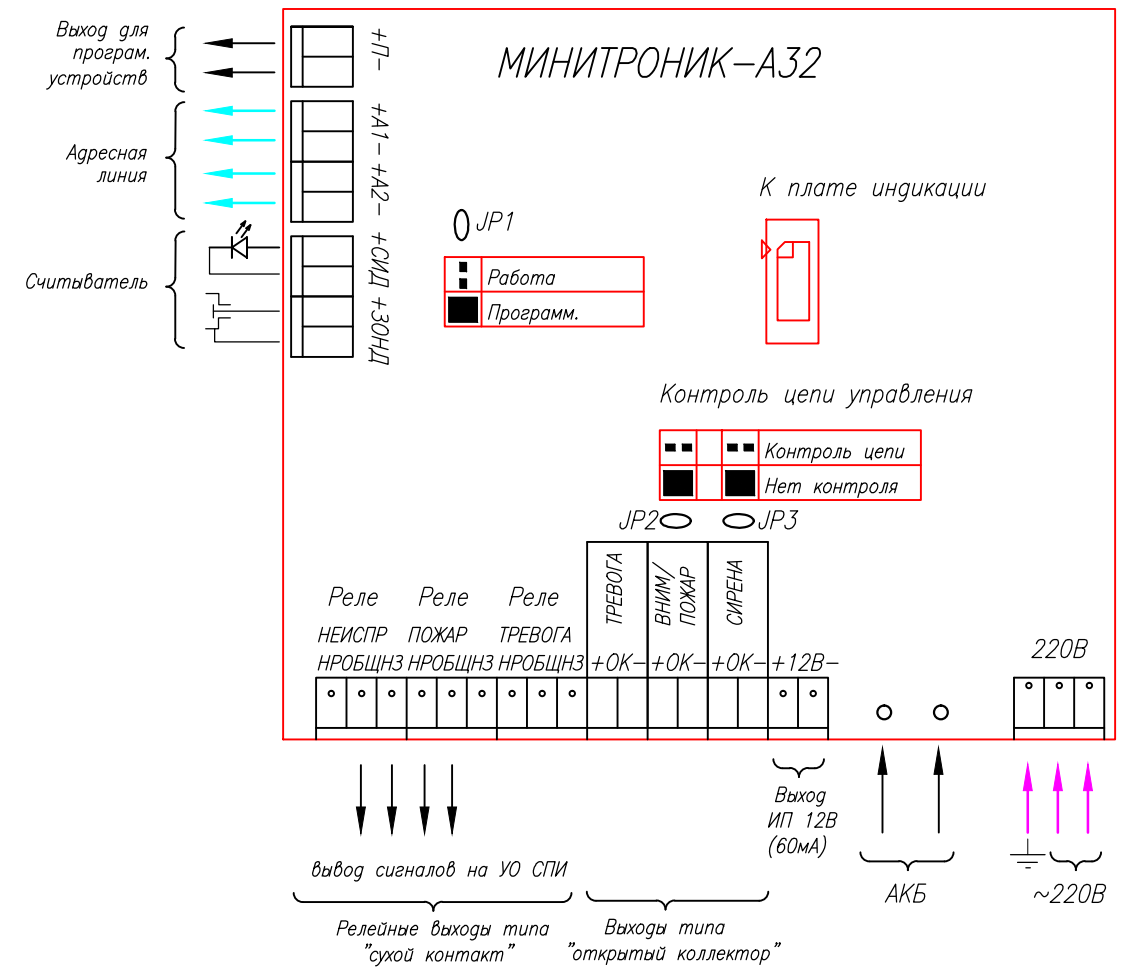 Выход для
програм.
устройств
+П-
МИНИТРОНИК-А32
Адресная
линия
+А1-+А2-
К плате индикации
JP1
Работа
Программ.
Считыватель
+СИД +ЗОНД
Контроль цепи управления
Контроль цепи
Нет контроля
JP2
JP3
ТРЕВОГА
ВНИМ/
ПОЖАР
СИРЕНА
Реле
НЕИСПР
НРОБЩНЗ
Реле
ПОЖАР
НРОБЩНЗ
Реле
ТРЕВОГА
НРОБЩНЗ
+ОК-
+ОК-
+ОК-
+12В-
220В
Выход
ИП 12В
(60мА)
АКБ
~220В
вывод сигналов на УО СПИ
Релейные выходы типа
"сухой контакт"
Выходы типа
"открытый коллектор"